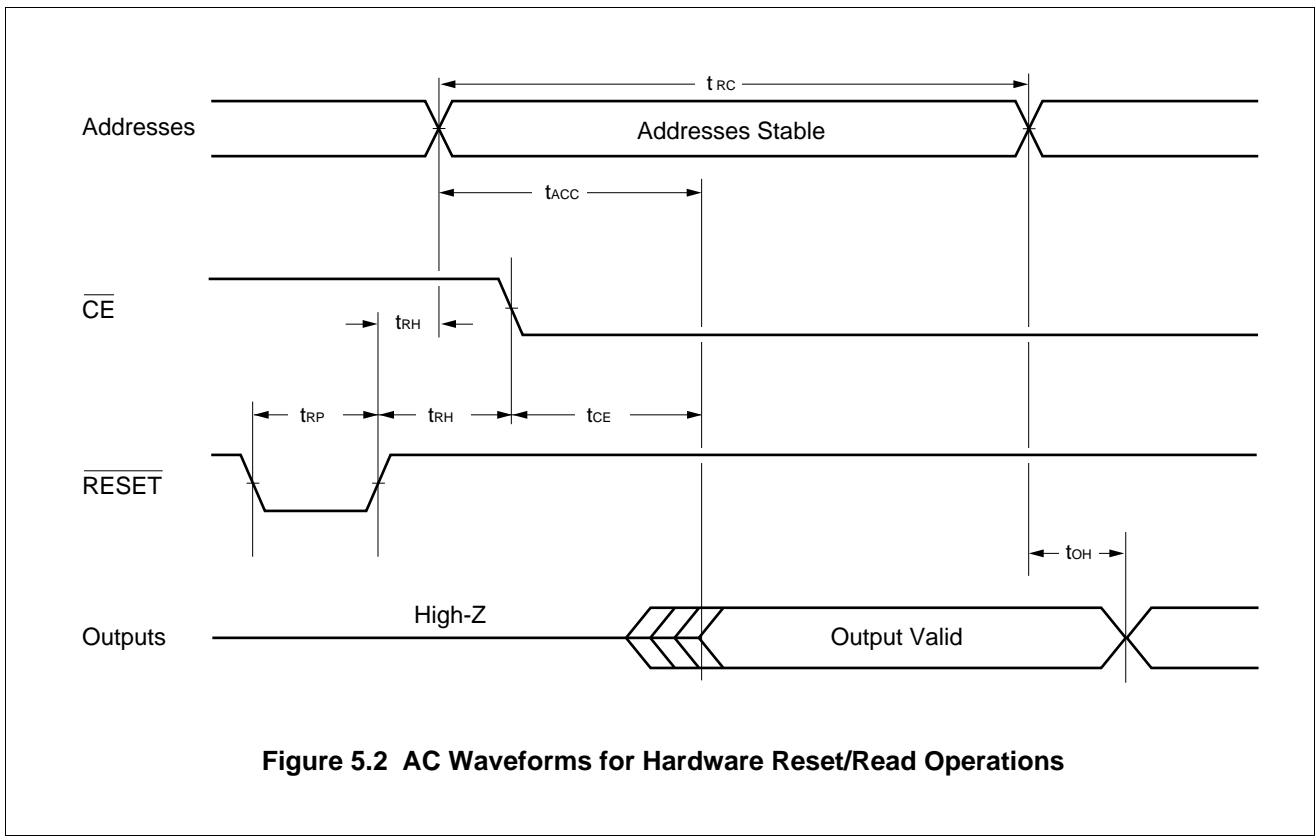 t RC
Addresses
Addresses Stable
tACC
CE
tRH
tRP
tRH
tCE
RESET
tOH
High-Z
Outputs
Output Valid
Figure 5.2 AC Waveforms for Hardware Reset/Read Operations